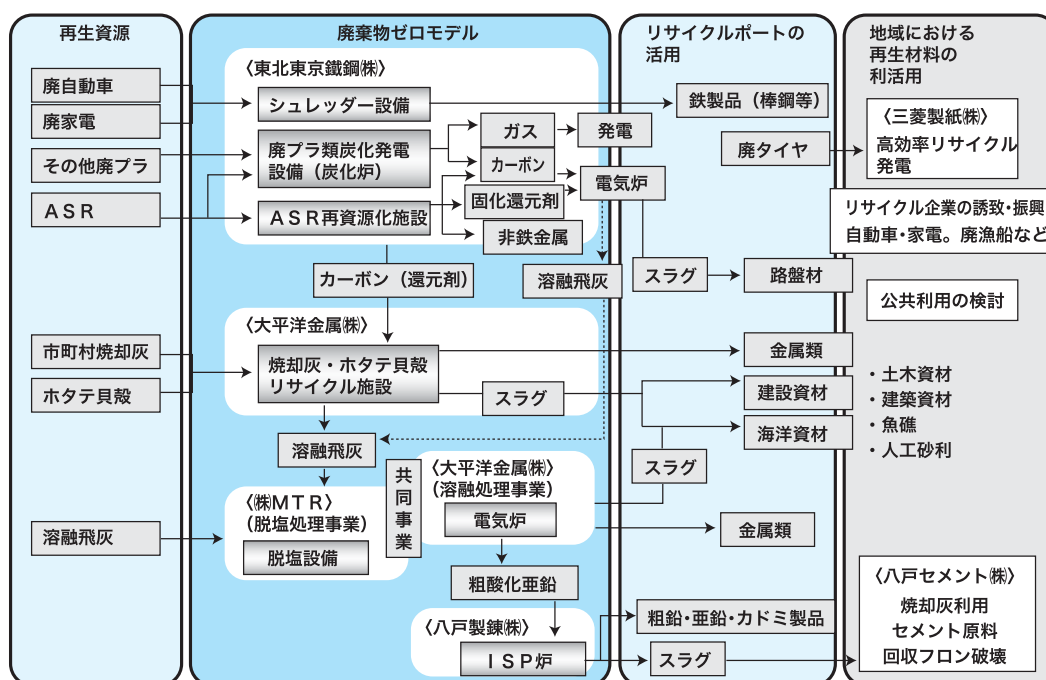 再生資源
廃自動車
廃家電
その他廃プラ
ASR
市町村焼却灰
ホタテ貝殻
溶融飛灰
廃棄物ゼロモデル
〈東北東京鐵鋼㈱〉
シュレッダー設備
廃プラ類炭化発電
設備（炭化炉）
ASR再資源化施設
ガス
カーボン
固化還元剤
非鉄金属
発電
電気炉
カーボン（還元剤）
溶融飛灰
〈大平洋金属㈱〉
焼却灰・ホタテ貝殻
リサイクル施設
スラグ
溶融飛灰
共同事業
〈㈱MTR〉
（脱塩処理事業）
脱塩設備
〈大平洋金属㈱〉
（溶融処理事業）
電気炉
粗酸化亜鉛
〈八戸製錬㈱〉
ISP炉
リサイクルポートの
活用
鉄製品（棒鋼等）
廃タイヤ
スラグ
路盤材
金属類
建設資材
海洋資材
スラグ
金属類
粗鉛・亜鉛・カドミ製品
スラグ
地域における
再生材料の
利活用
〈三菱製紙㈱〉
高効率リサイクル
発電
リサイクル企業の誘致・振興
自動車・家電。廃漁船など
公共利用の検討
・土木資材
・建築資材
・魚礁
・人工砂利
〈八戸セメント㈱〉
焼却灰利用
セメント原料
回収フロン破壊